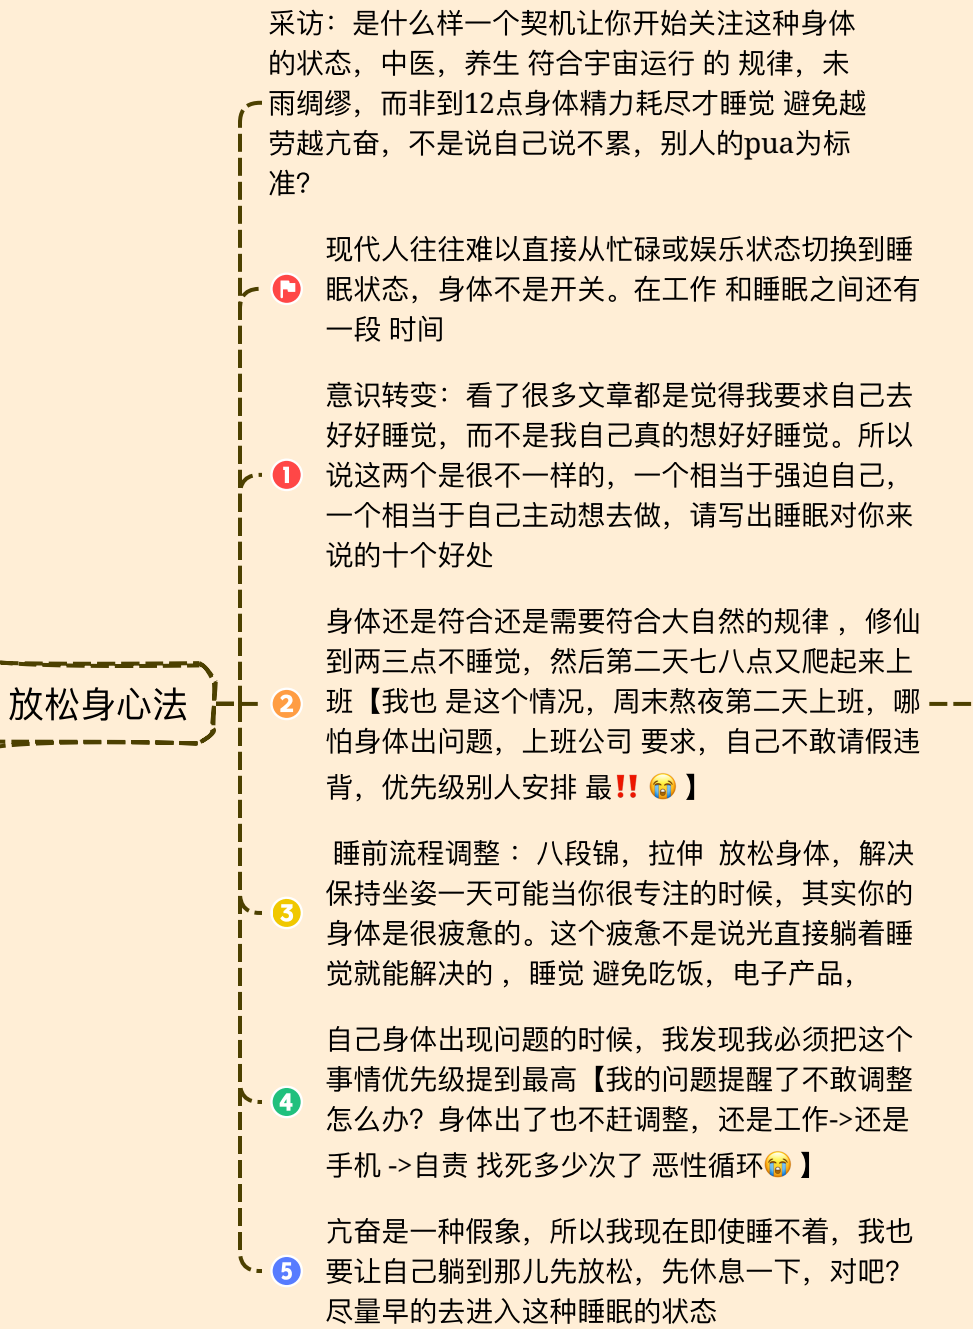 采访：是什么样一个契机让你开始关注这种身体
的状态，中医，养生 符合宇宙运行 的 规律，未
雨绸缪，而非到12点身体精力耗尽才睡觉 避免越
劳越亢奋，不是说自己说不累，别人的pua为标
准？
现代人往往难以直接从忙碌或娱乐状态切换到睡
眠状态，身体不是开关。在工作 和睡眠之间还有
一段 时间
1
意识转变：看了很多文章都是觉得我要求自己去
好好睡觉，而不是我自己真的想好好睡觉。所以
说这两个是很不一样的，一个相当于强迫自己，
一个相当于自己主动想去做，请写出睡眠对你来
说的十个好处
放松身心法
2
身体还是符合还是需要符合大自然的规律 ，修仙
到两三点不睡觉，然后第二天七八点又爬起来上
班【我也 是这个情况，周末熬夜第二天上班，哪
怕身体出问题，上班公司 要求，自己不敢请假违
背，优先级别人安排 最‼️ 😭 】
3
睡前流程调整 ：八段锦，拉伸  放松身体，解决
保持坐姿一天可能当你很专注的时候，其实你的
身体是很疲惫的。这个疲惫不是说光直接躺着睡
觉就能解决的 ，睡觉 避免吃饭，电子产品，
4
自己身体出现问题的时候，我发现我必须把这个
事情优先级提到最高【我的问题提醒了不敢调整
怎么办？身体出了也不赶调整，还是工作->还是
手机 ->自责 找死多少次了 恶性循环😭 】
5
亢奋是一种假象，所以我现在即使睡不着，我也
要让自己躺到那儿先放松，先休息一下，对吧？
尽量早的去进入这种睡眠的状态